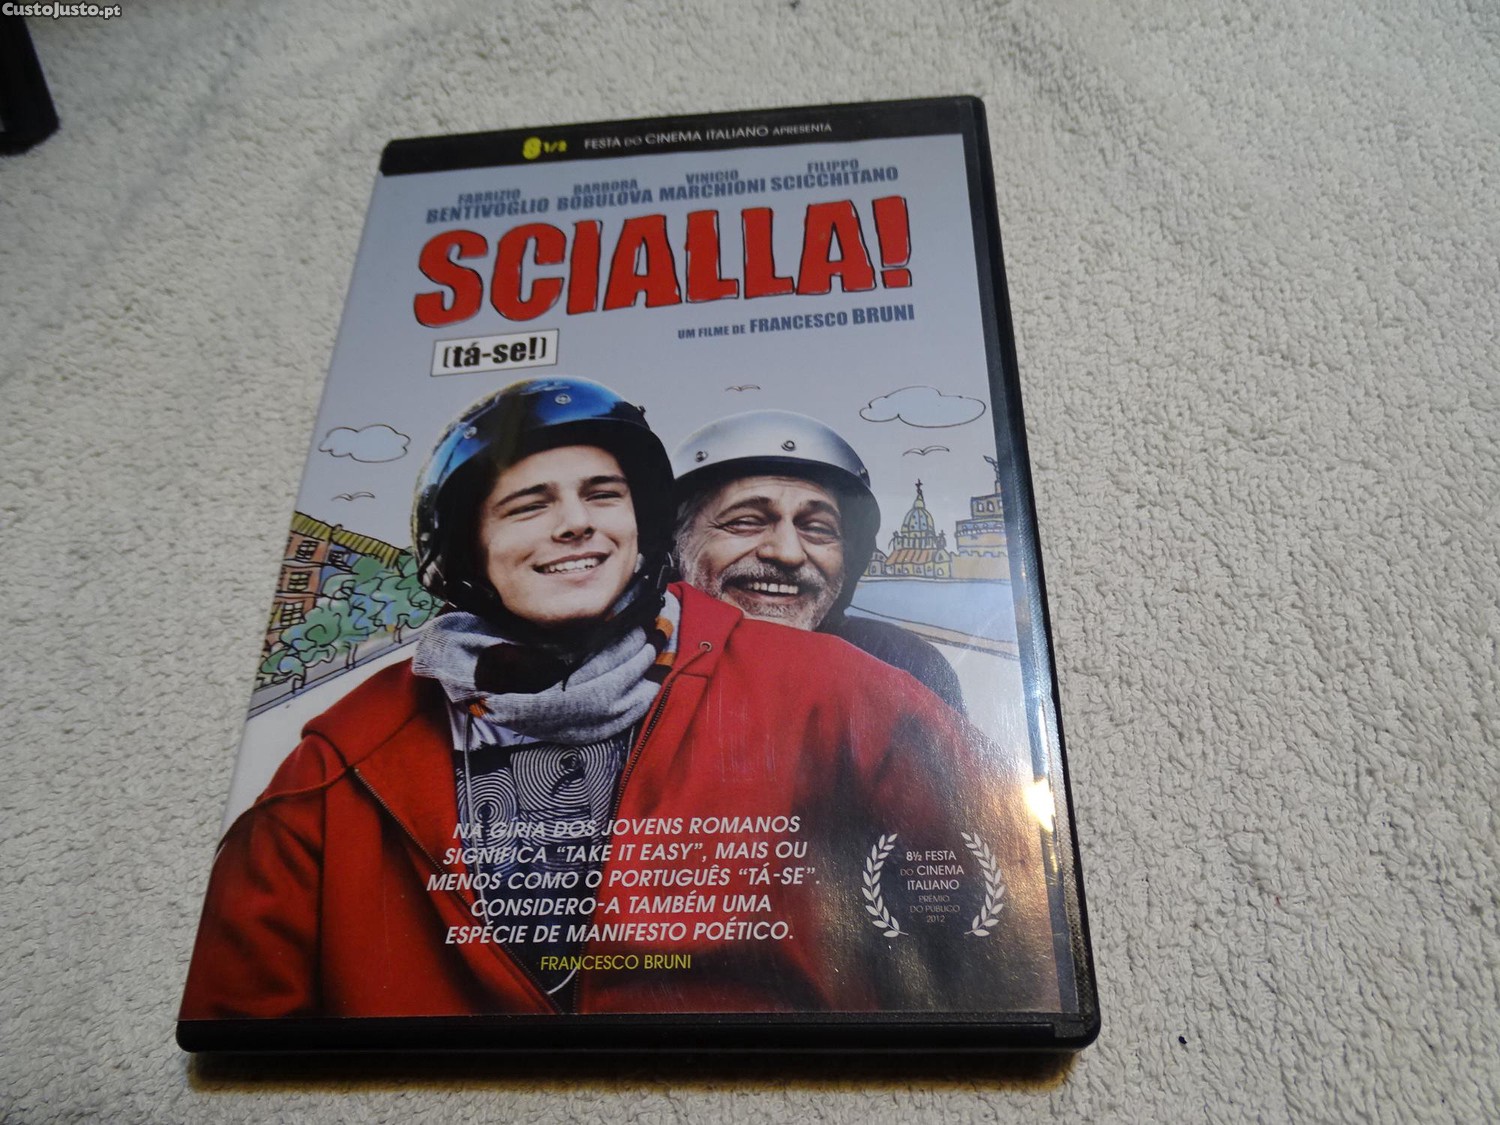 CustoJusto.pt
8 1/2 FESTA DO CINEMA ITALIANO APRESENTA
FABRIZIO BARBORA VINICIO FILIPPO
BENTIVOGLIO BOBULOVA MARCHIONI SCICCHITANO
SCIALLA!
UM FILME DE FRANCESCO BRUNI
(tá-se!)
NA GÍRIA DOS JOVENS ROMANOS
SIGNIFICA “TAKE IT EASY”, MAIS OU
MENOS COMO O PORTUGUÊS “TÁ-SE”.
CONSIDERO-A TAMBÉM UMA
ESPÉCIE DE MANIFESTO POÉTICO.
FRANCESCO BRUNI
8½ FESTA
DO CINEMA
ITALIANO
PRÉMIO
DO PÚBLICO
2012